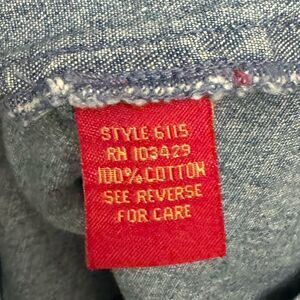 STYLE 6115
RN 103429
100% COTTON
SEE REVERSE
FOR CARE